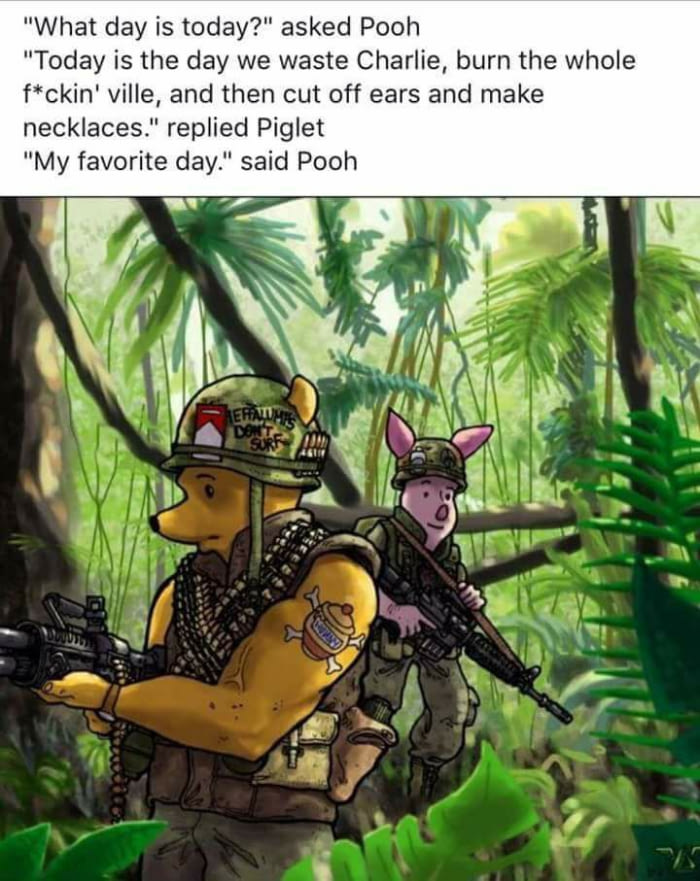 "What day is today?" asked Pooh
"Today is the day we waste Charlie, burn the whole
f*ckin' ville, and then cut off ears and make
necklaces." replied Piglet
"My favorite day." said Pooh
HEFFALUMPS
DON'T
SURF